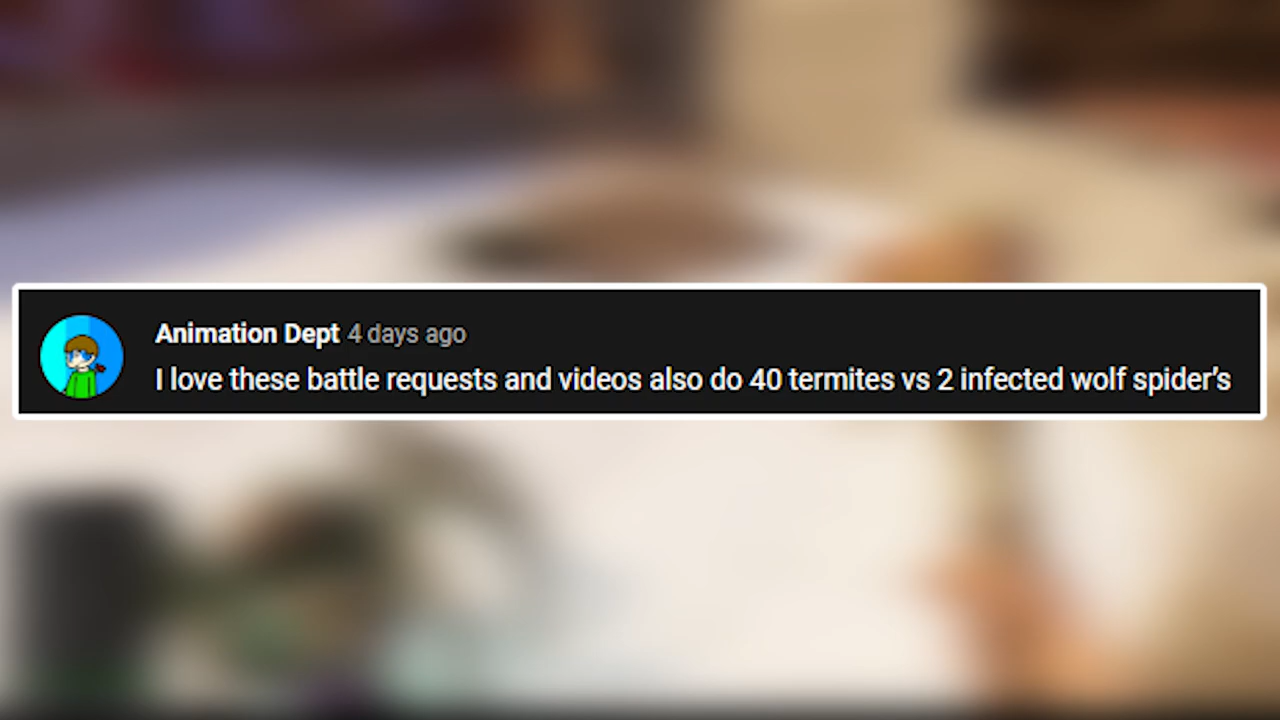 Animation Dept 4 days ago
I love these battle requests and videos also do 40 termites vs 2 infected wolf spider's